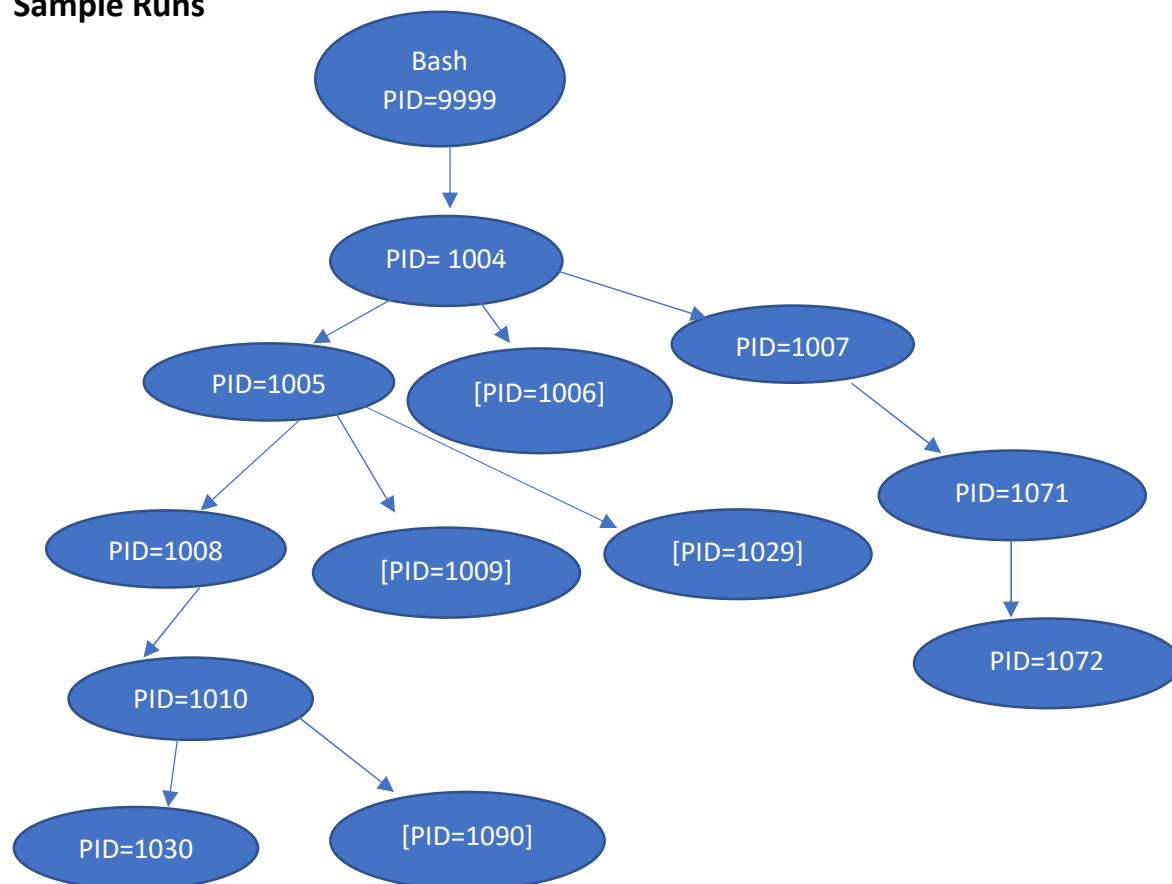 Sample Runs
Bash
PID=9999
PID= 1004
PID=1007
PID=1005
[PID=1006]
PID=1071
PID=1008
[PID=1009]
[PID=1029]
PID=1072
PID=1010
PID=1030
[PID=1090]